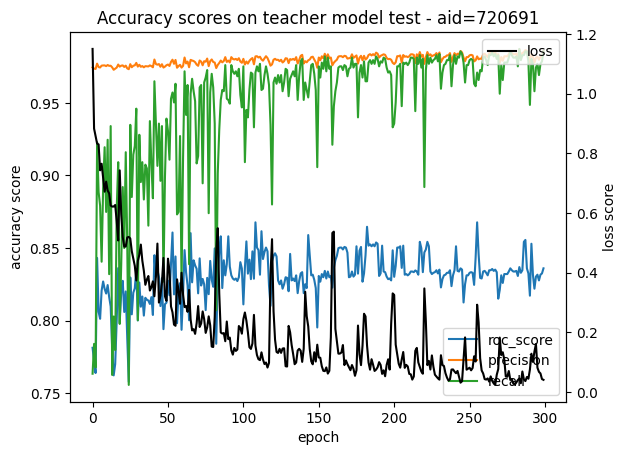 Accuracy scores on teacher model test - aid=720691
accuracy score
0.95
0.90
0.85
0.80
0.75
loss
1.2
1.0
0.8
0.6
0.4
0.2
0.0
loss score
roc_score
precision
recall
0
50
100
150
200
250
300
epoch